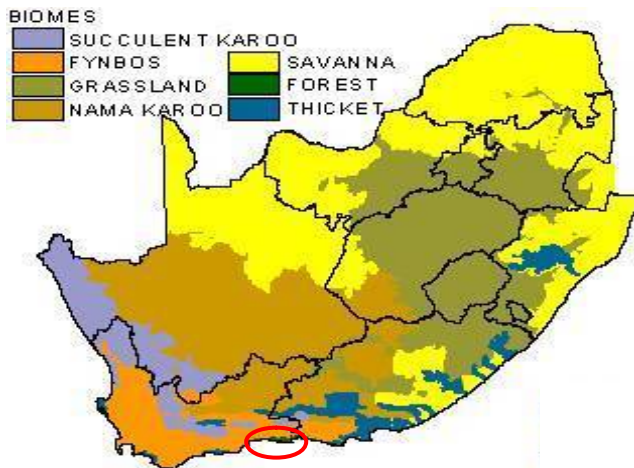 BIOMES
SUCCULENT KAROO
FYNBOS
SAVANNA
GRASSLAND
FOREST
NAMA KAROO
THICKET